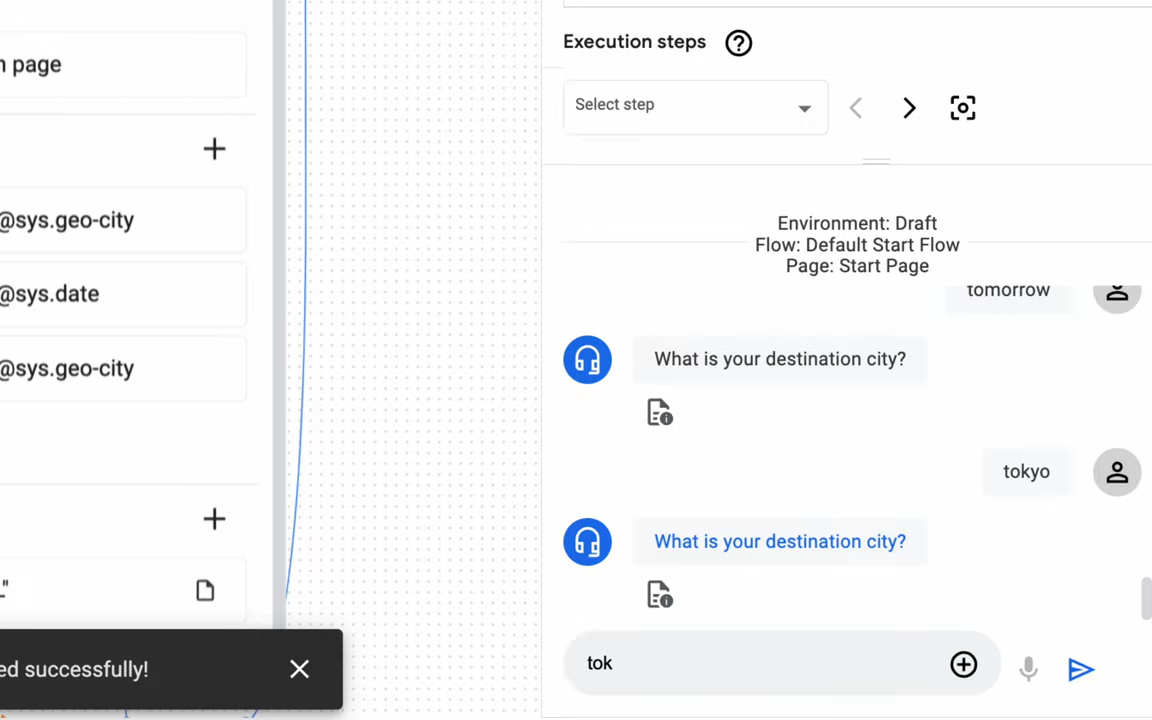 n page
@sys.geo-city
@sys.date
@sys.geo-city
."
ed successfully!
Execution steps
Select step
Environment: Draft
Flow: Default Start Flow
Page: Start Page
tomorrow
What is your destination city?
tokyo
What is your destination city?
tok